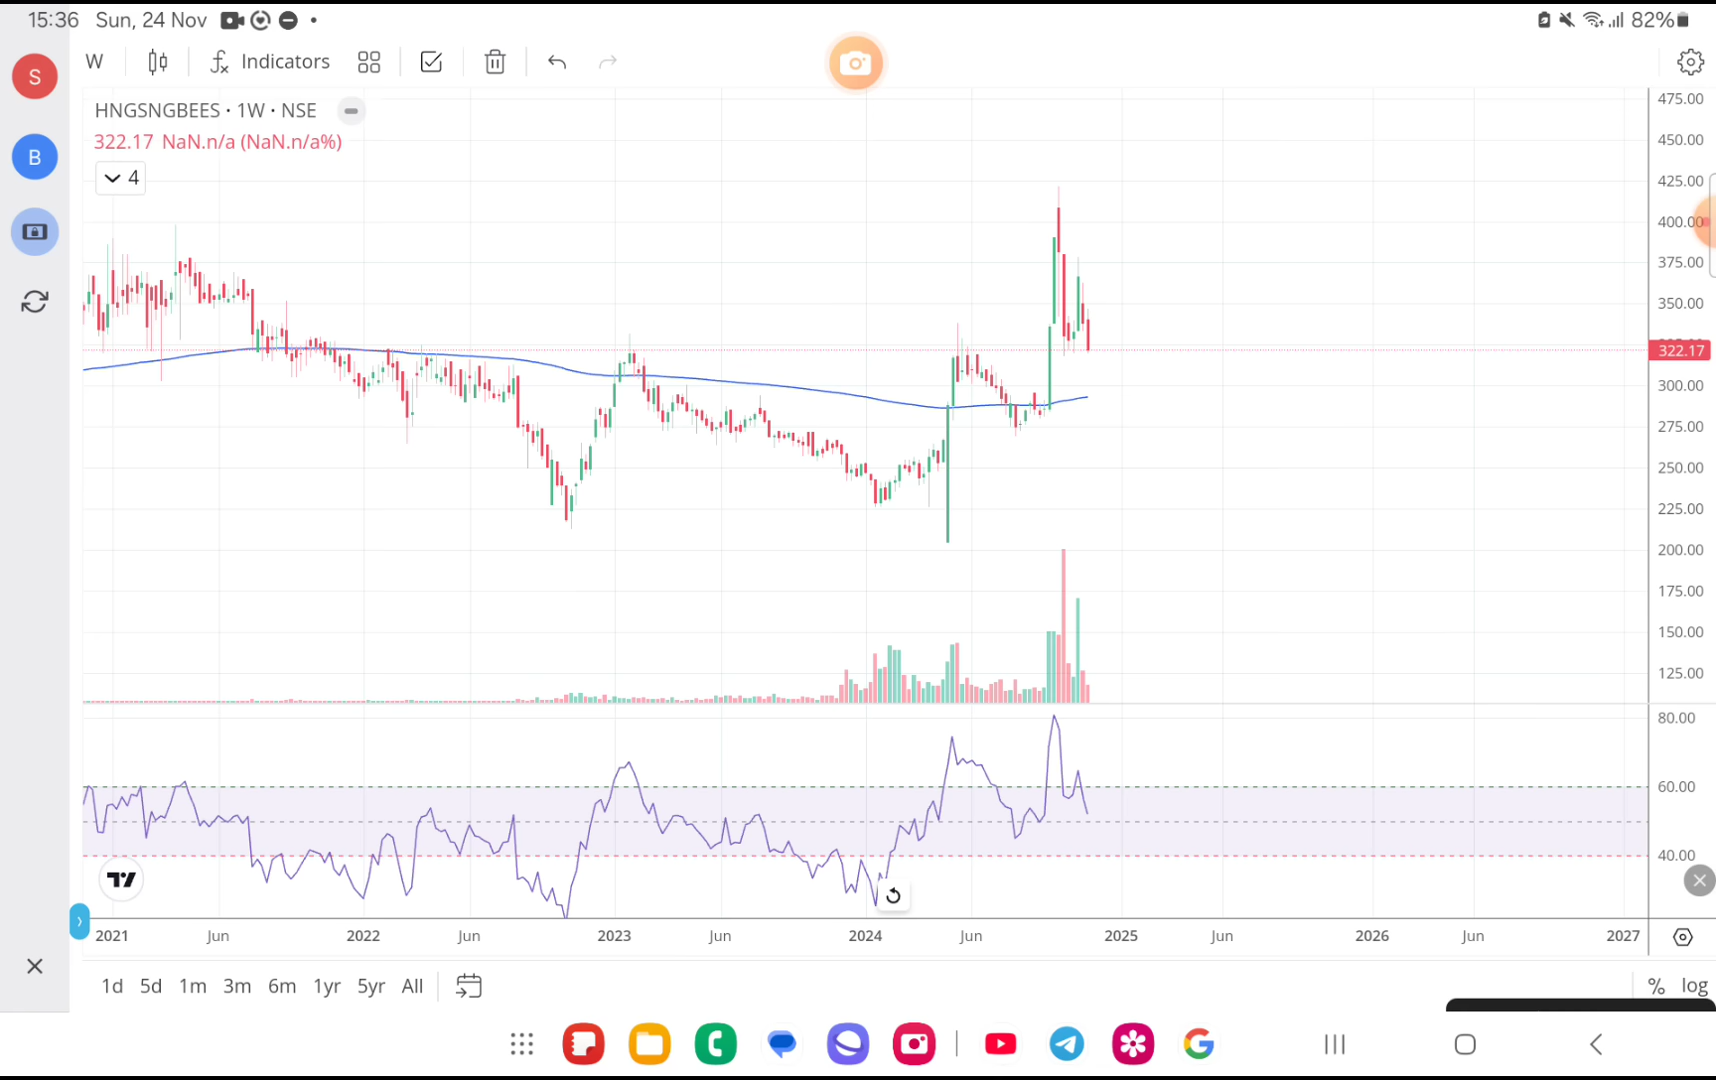 15:36 Sun, 24 Nov
82%
S
W
Indicators
B
HNGSNGBEES · 1W · NSE
322.17 NaN.n/a (NaN.n/a%)
4
475.00
450.00
425.00
400.00
375.00
350.00
322.17
300.00
275.00
250.00
225.00
200.00
175.00
150.00
125.00
80.00
60.00
40.00
2021 Jun 2022 Jun 2023 Jun 2024 Jun 2025 Jun 2026 Jun 2027
1d 5d 1m 3m 6m 1yr 5yr All
% log